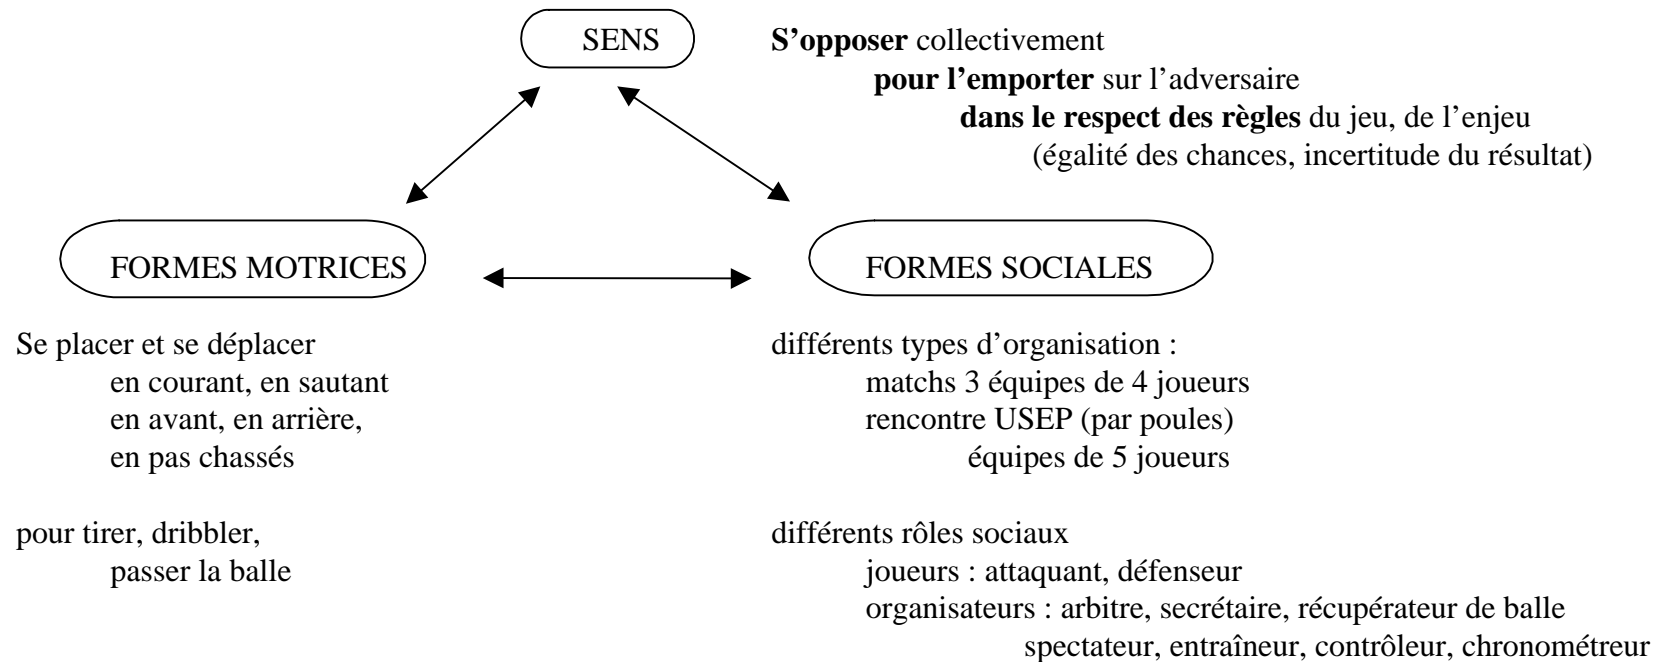 SENS
S’opposer collectivement
pour l’emporter sur l’adversaire
dans le respect des règles du jeu, de l’enjeu
(égalité des chances, incertitude du résultat)
FORMES MOTRICES
FORMES SOCIALES
Se placer et se déplacer
en courant, en sautant
en avant, en arrière,
en pas chassés
pour tirer, dribbler,
passer la balle
différents types d’organisation :
matchs 3 équipes de 4 joueurs
rencontre USEP (par poules)
équipes de 5 joueurs
différents rôles sociaux
joueurs : attaquant, défenseur
organisateurs : arbitre, secrétaire, récupérateur de balle
spectateur, entraîneur, contrôleur, chronométreur